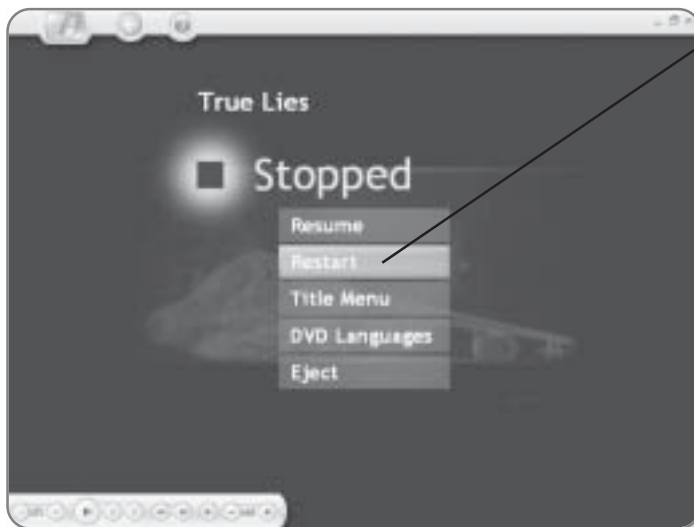 True Lies
Stopped
Resume
Restart
Title Menu
DVD Languages
Eject